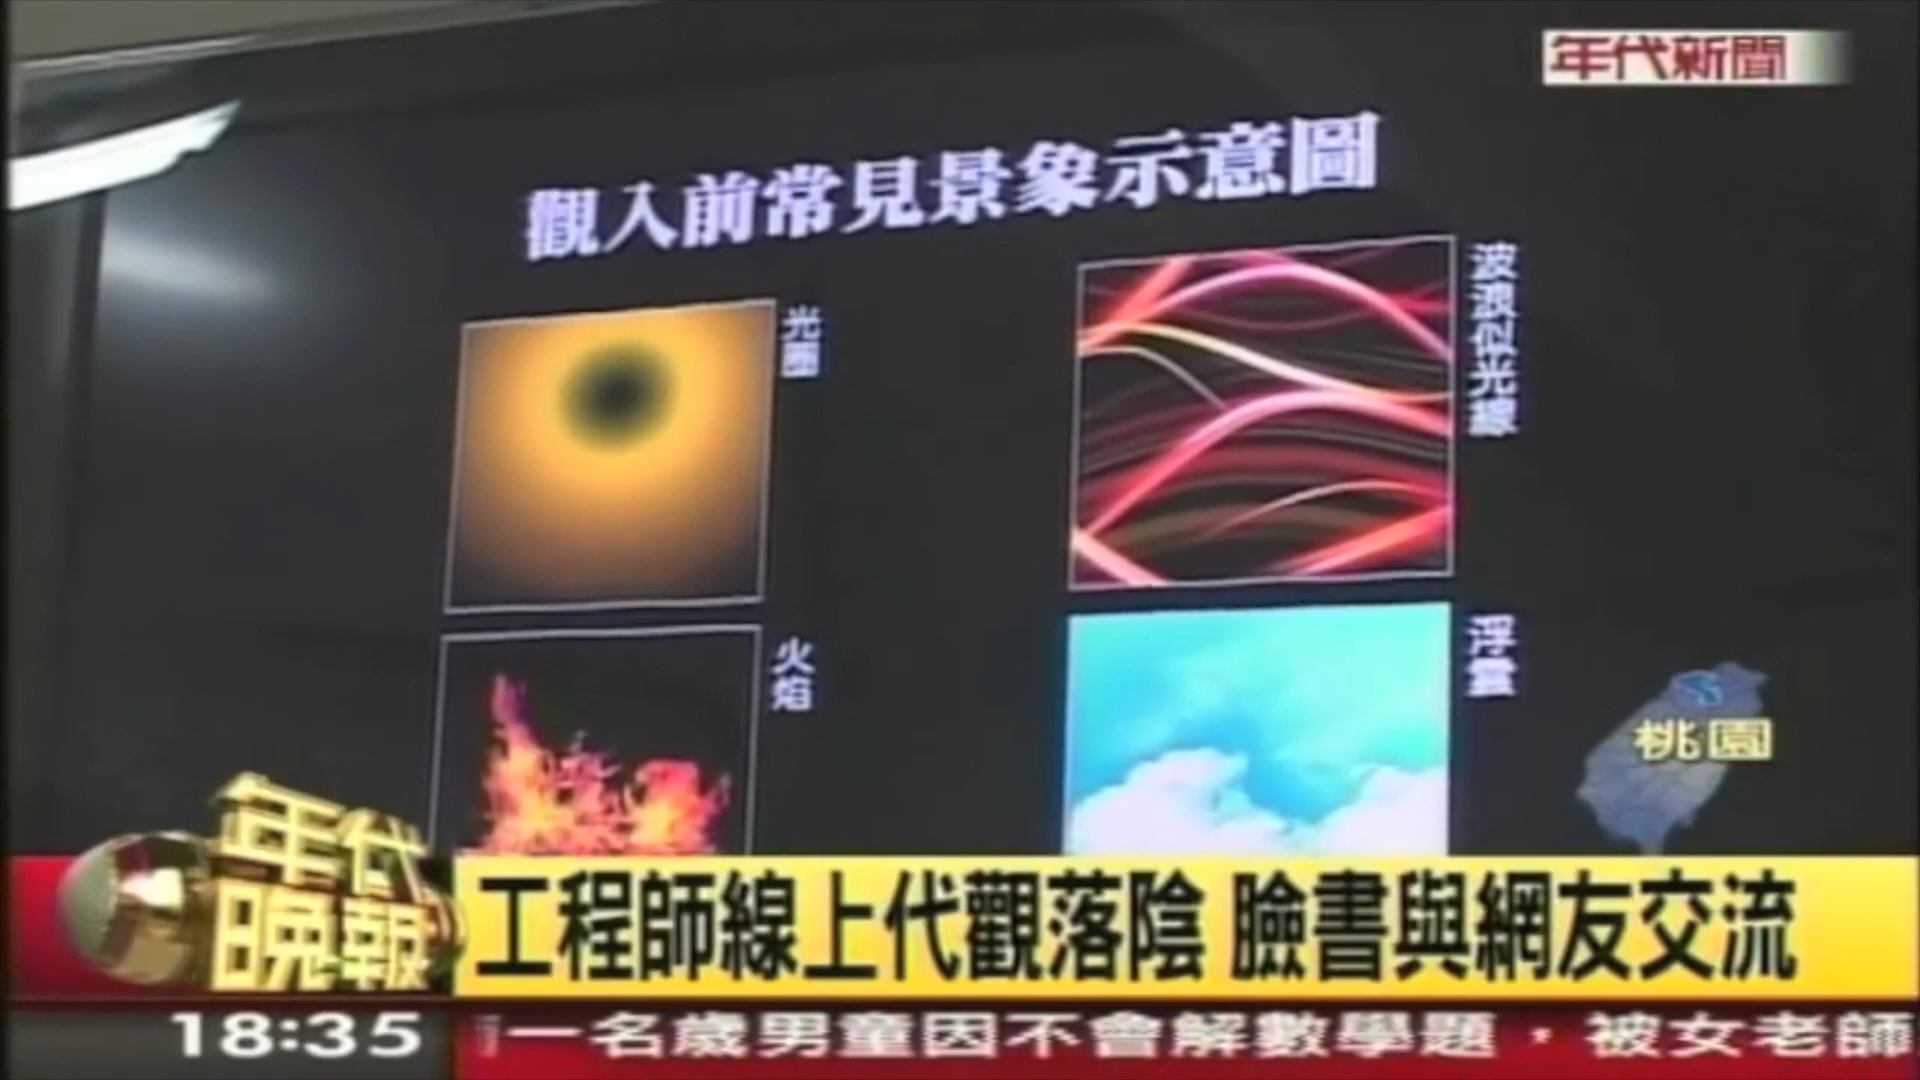 年代新聞
觀入前常見景象示意圖
光圈
波浪似光線
火焰
浮雲
桃園
年代
晚報
工程師線上代觀落陰 臉書與網友交流
18:35
一名歲男童因不會解數學題,被女老師